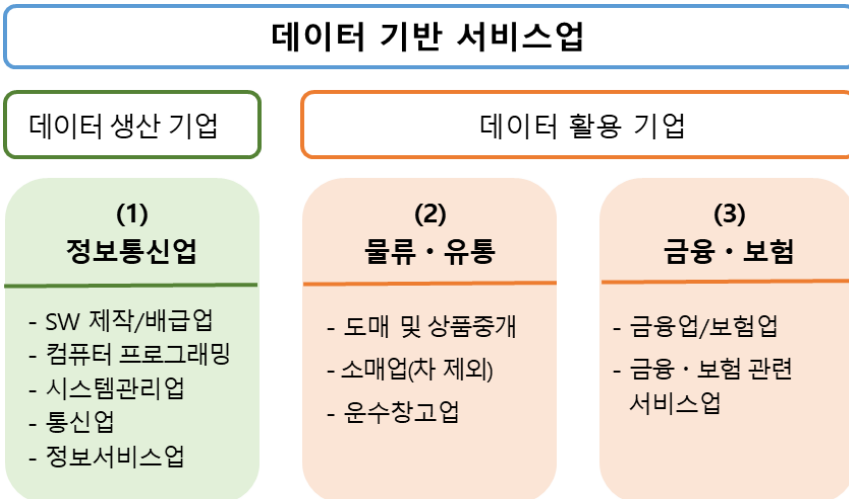 데이터 기반 서비스업
데이터 생산 기업
데이터 활용 기업
(1)
정보통신업
- SW 제작/배급업
- 컴퓨터 프로그래밍
- 시스템관리업
- 통신업
- 정보서비스업
(2)
물류・유통
- 도매 및 상품중개
- 소매업(차 제외)
- 운수창고업
(3)
금융・보험
- 금융업/보험업
- 금융・보험 관련
서비스업